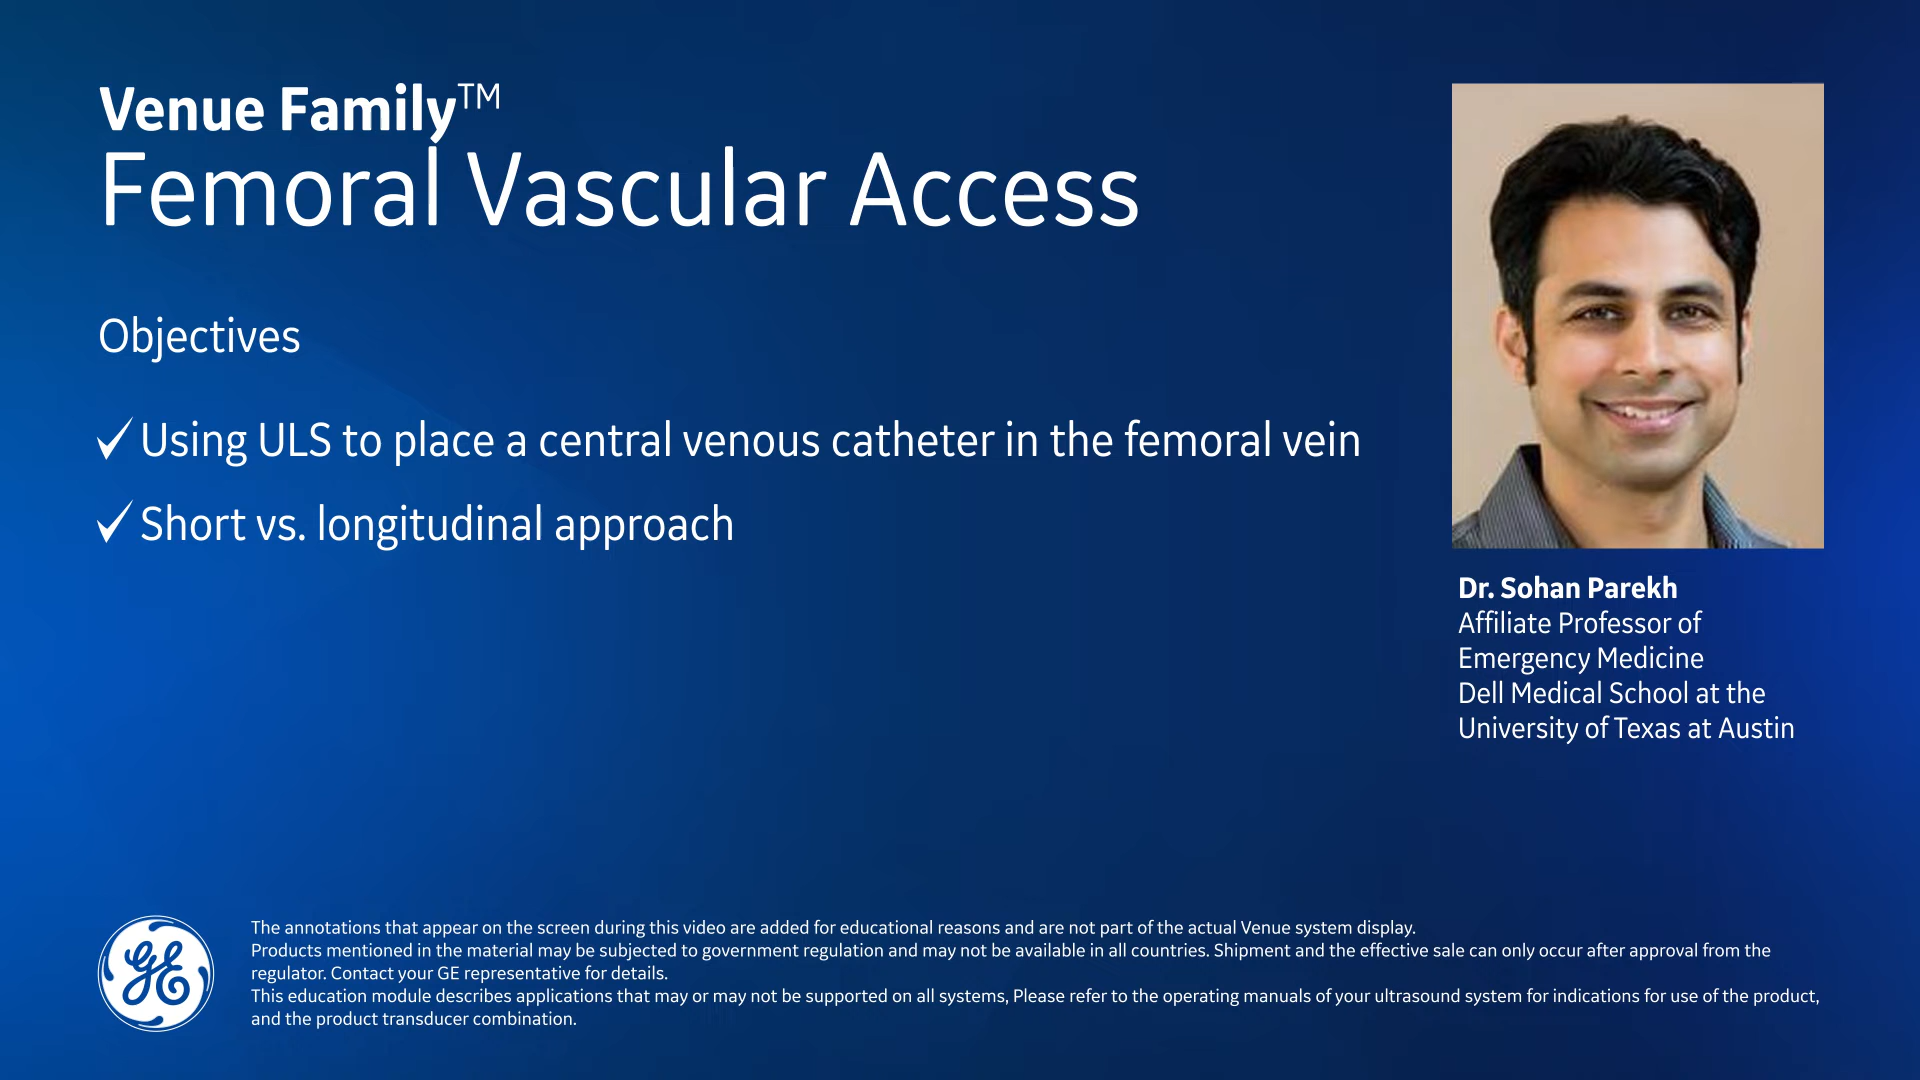 Venue Family™
Femoral Vascular Access
Objectives
✓ Using ULS to place a central venous catheter in the femoral vein
✓ Short vs. longitudinal approach
Dr. Sohan Parekh
Affiliate Professor of
Emergency Medicine
Dell Medical School at the
University of Texas at Austin
GE
The annotations that appear on the screen during this video are added for educational reasons and are not part of the actual Venue system display.
Products mentioned in the material may be subjected to government regulation and may not be available in all countries. Shipment and the effective sale can only occur after approval from the
regulator. Contact your GE representative for details.
This education module describes applications that may or may not be supported on all systems, Please refer to the operating manuals of your ultrasound system for indications for use of the product,
and the product transducer combination.